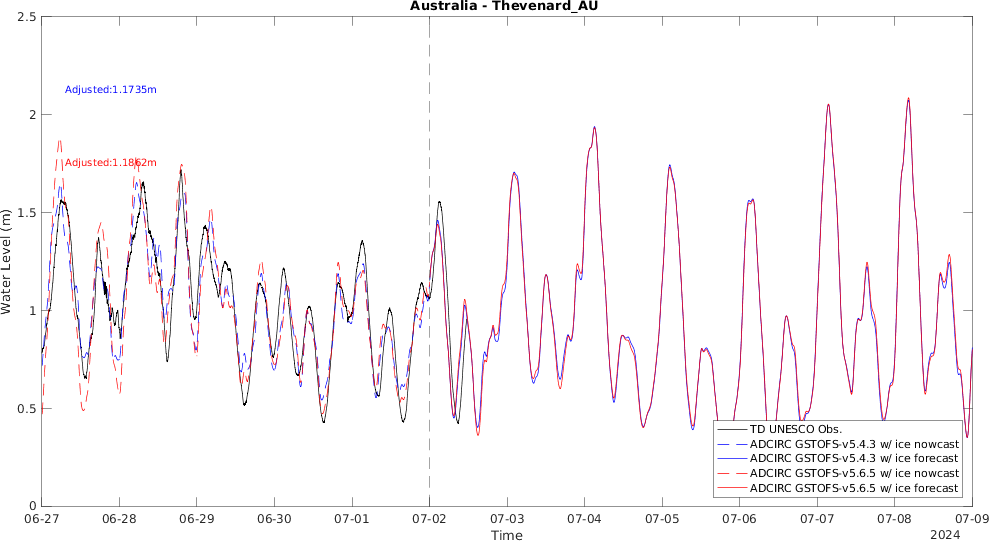 Australia - Thevenard_AU
Water Level (m)
2.5
2
1.5
1
0.5
0
Adjusted:1.1735m
Adjusted:1.1862m
TD UNESCO Obs.
ADCIRC GSTOFS-v5.4.3 w/ ice nowcast
ADCIRC GSTOFS-v5.4.3 w/ ice forecast
ADCIRC GSTOFS-v5.6.5 w/ ice nowcast
ADCIRC GSTOFS-v5.6.5 w/ ice forecast
06-27 06-28 06-29 06-30 07-01 07-02 07-03 07-04 07-05 07-06 07-07 07-08 07-09
Time
2024